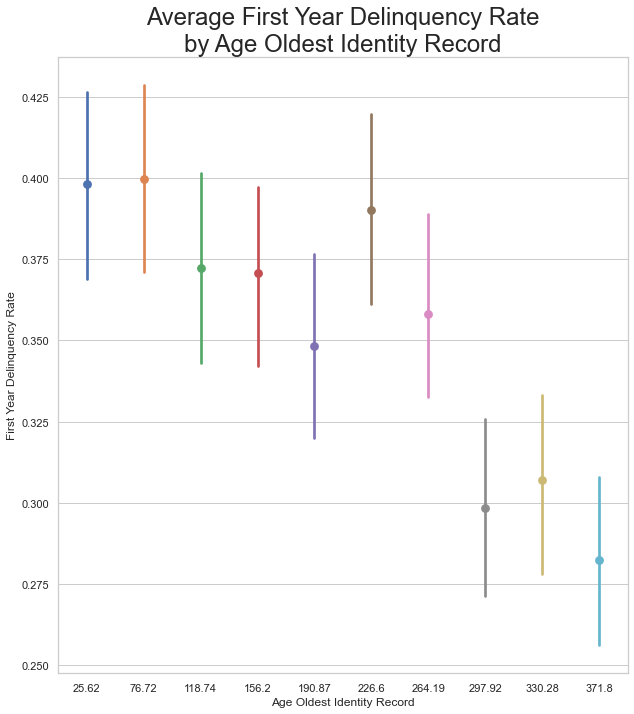 Average First Year Delinquency Rate
by Age Oldest Identity Record
First Year Delinquency Rate
0.425
0.400
0.375
0.350
0.325
0.300
0.275
0.250
25.62 76.72 118.74 156.2 190.87 226.6 264.19 297.92 330.28 371.8
Age Oldest Identity Record